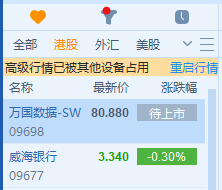 全部 港股 外汇 美股
高级行情已被其他设备占用 重启行情
名称 最新价 涨跌幅
万国数据-SW 80.880 待上市
09698
威海银行 3.340 -0.30%
09677